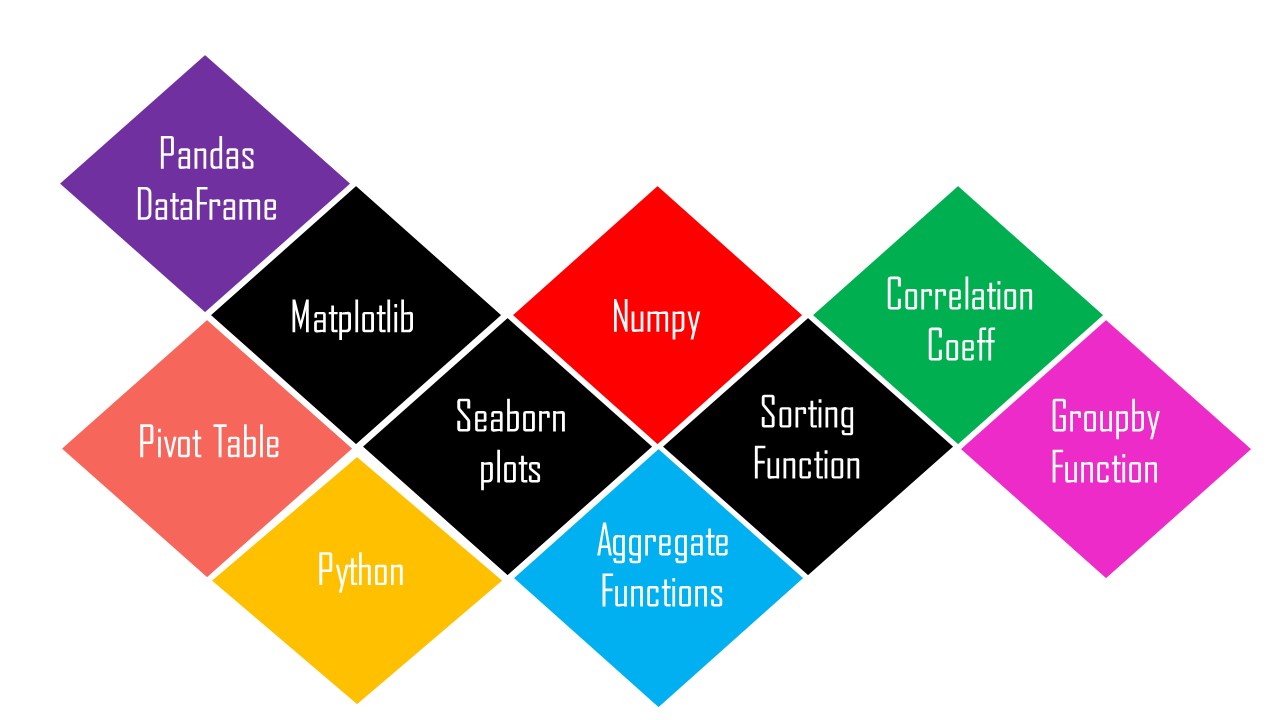 Pandas
DataFrame
Matplotlib
Numpy
Correlation
Coeff
Pivot Table
Seaborn
plots
Sorting
Function
Groupby
Function
Python
Aggregate
Functions